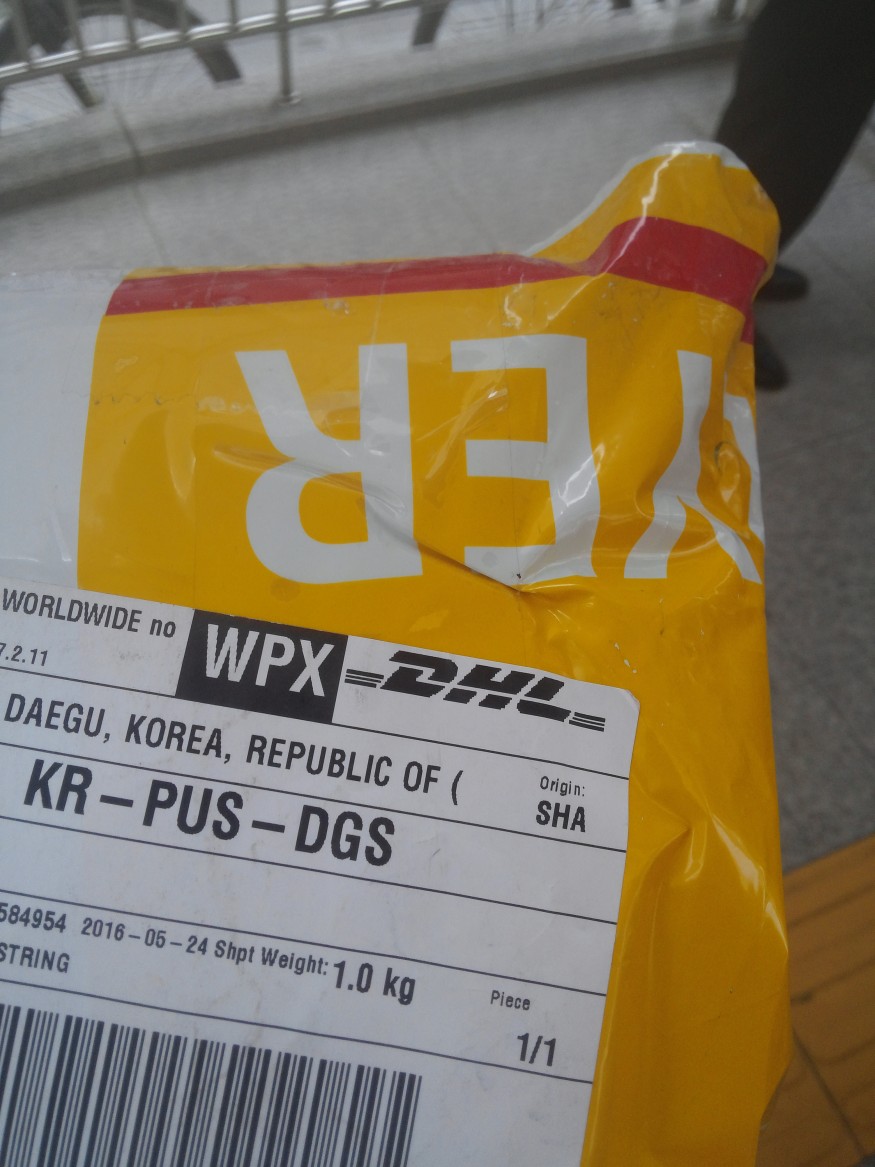 ER
WORLDWIDE no WPX DHL
7.2.11
DAEGU, KOREA, REPUBLIC OF (
Origin:
SHA
KR-PUS-DGS
584954 2016-05-24 Shpt Weight: 1.0 kg
STRING
Piece
1/1